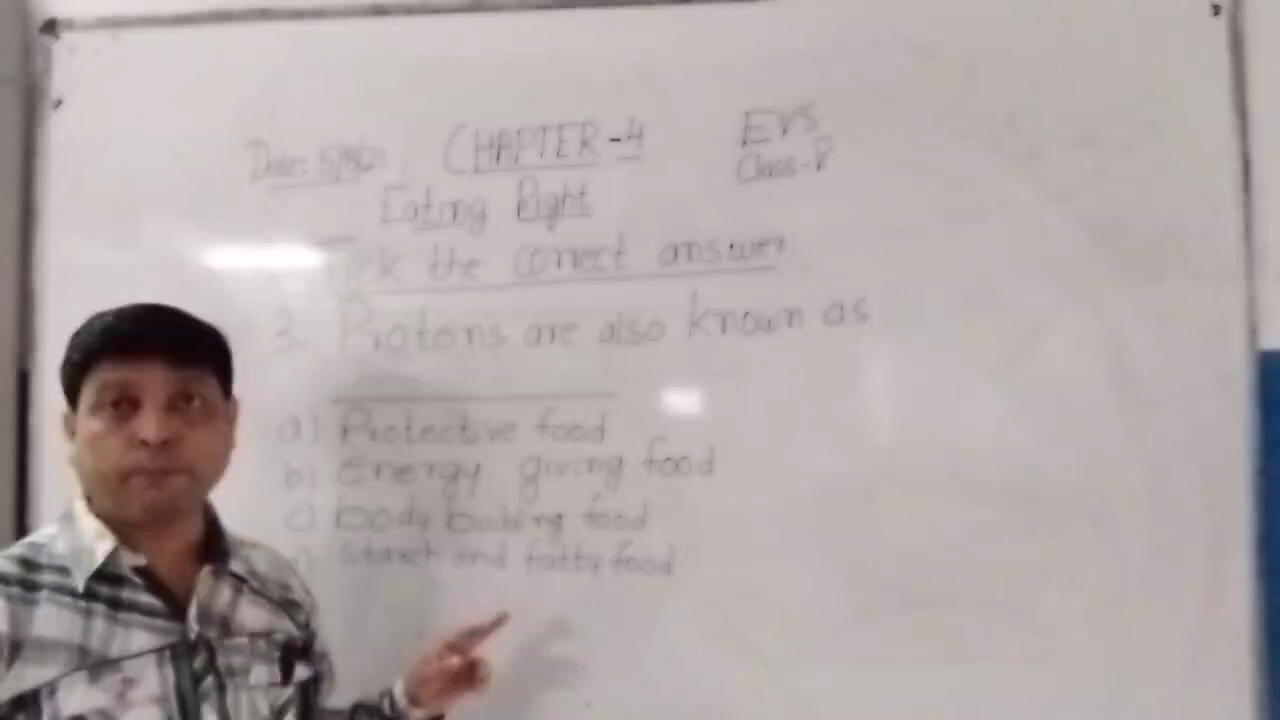 CHAPTER-4
EVS
Date:
Class-V
Eating Right
Tick the correct answer
3. Protons are also known as
a) Protective food
b) energy giving food
c) body building food
d) starch and fatty food